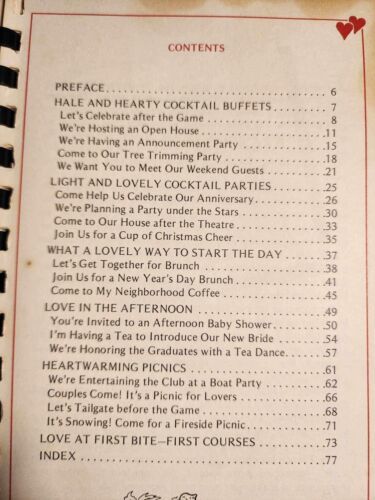 CONTENTS
PREFACE. . . . . . . . . . . . . . . . . . . . . . . . . . . . . . . . . . . . . 6
HALE AND HEARTY COCKTAIL BUFFETS. . . . . . . . . . 7
Let's Celebrate after the Game . . . . . . . . . . . . . . . . . . . . 8
We're Hosting an Open House. . . . . . . . . . . . . . . . . . . .11
We're Having an Announcement Party . . . . . . . . . . . . .15
Come to Our Tree Trimming Party . . . . . . . . . . . . . . . .18
We Want You to Meet Our Weekend Guests . . . . . . . .21
LIGHT AND LOVELY COCKTAIL PARTIES. . . . . . . . . .25
Come Help Us Celebrate Our Anniversary. . . . . . . . . . .26
We're Planning a Party under the Stars . . . . . . . . . . . . .30
Come to Our House after the Theatre . . . . . . . . . . . . . .33
Join Us for a Cup of Christmas Cheer . . . . . . . . . . . . . .35
WHAT A LOVELY WAY TO START THE DAY . . . . . . . .37
Let's Get Together for Brunch . . . . . . . . . . . . . . . . . . . .38
Join Us for a New Year's Day Brunch. . . . . . . . . . . . . . .41
Come to My Neighborhood Coffee . . . . . . . . . . . . . . . .45
LOVE IN THE AFTERNOON . . . . . . . . . . . . . . . . . . . . .49
You're Invited to an Afternoon Baby Shower. . . . . . . . .50
I'm Having a Tea to Introduce Our New Bride . . . . . . . .54
We're Honoring the Graduates with a Tea Dance. . . . . .57
HEARTWARMING PICNICS . . . . . . . . . . . . . . . . . . . . .61
We're Entertaining the Club at a Boat Party . . . . . . . . . .62
Couples Come! It's a Picnic for Lovers . . . . . . . . . . . . . .66
Let's Tailgate before the Game . . . . . . . . . . . . . . . . . . . .68
It's Snowing! Come for a Fireside Picnic. . . . . . . . . . . . .71
LOVE AT FIRST BITE—FIRST COURSES . . . . . . . . . . . .73
INDEX . . . . . . . . . . . . . . . . . . . . . . . . . . . . . . . . . . . . .77